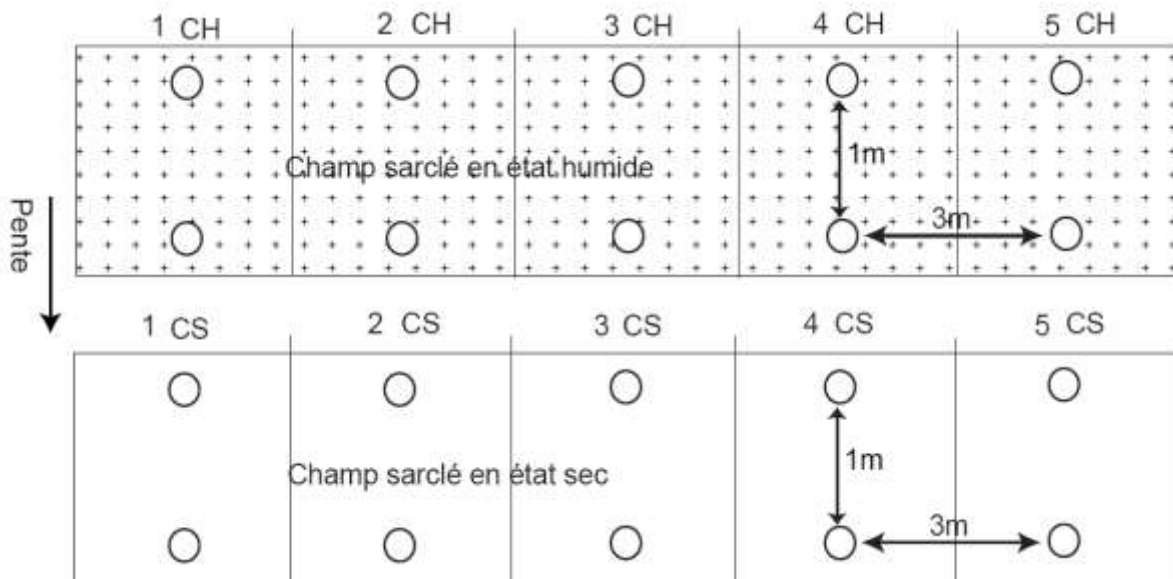 1 CH 2 CH 3 CH 4 CH 5 CH
1m
Champ sarclé en état humide
3m
Pente
1 CS 2 CS 3 CS 4 CS 5 CS
1m
Champ sarclé en état sec
3m